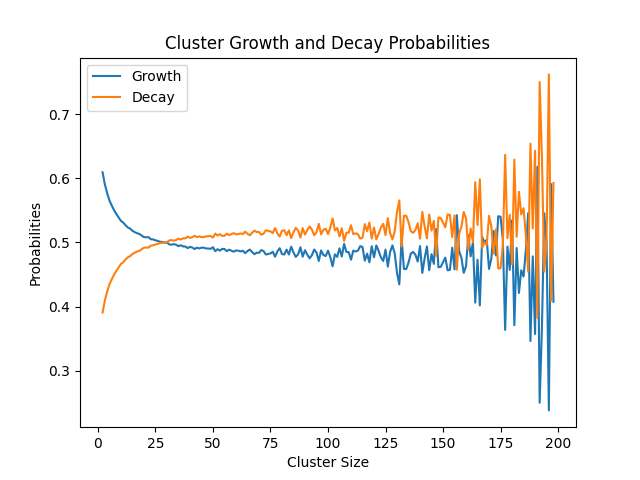 Cluster Growth and Decay Probabilities
Growth
Decay
Probabilities
0.7
0.6
0.5
0.4
0.3
0 25 50 75 100 125 150 175 200
Cluster Size